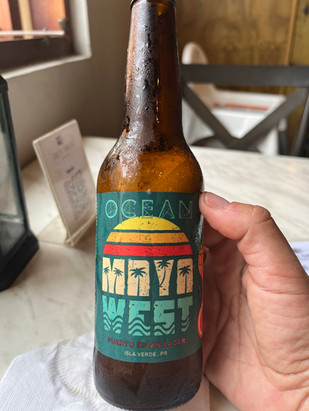 OCEAN
MAYA
WEST
ISLA VERDE, PR